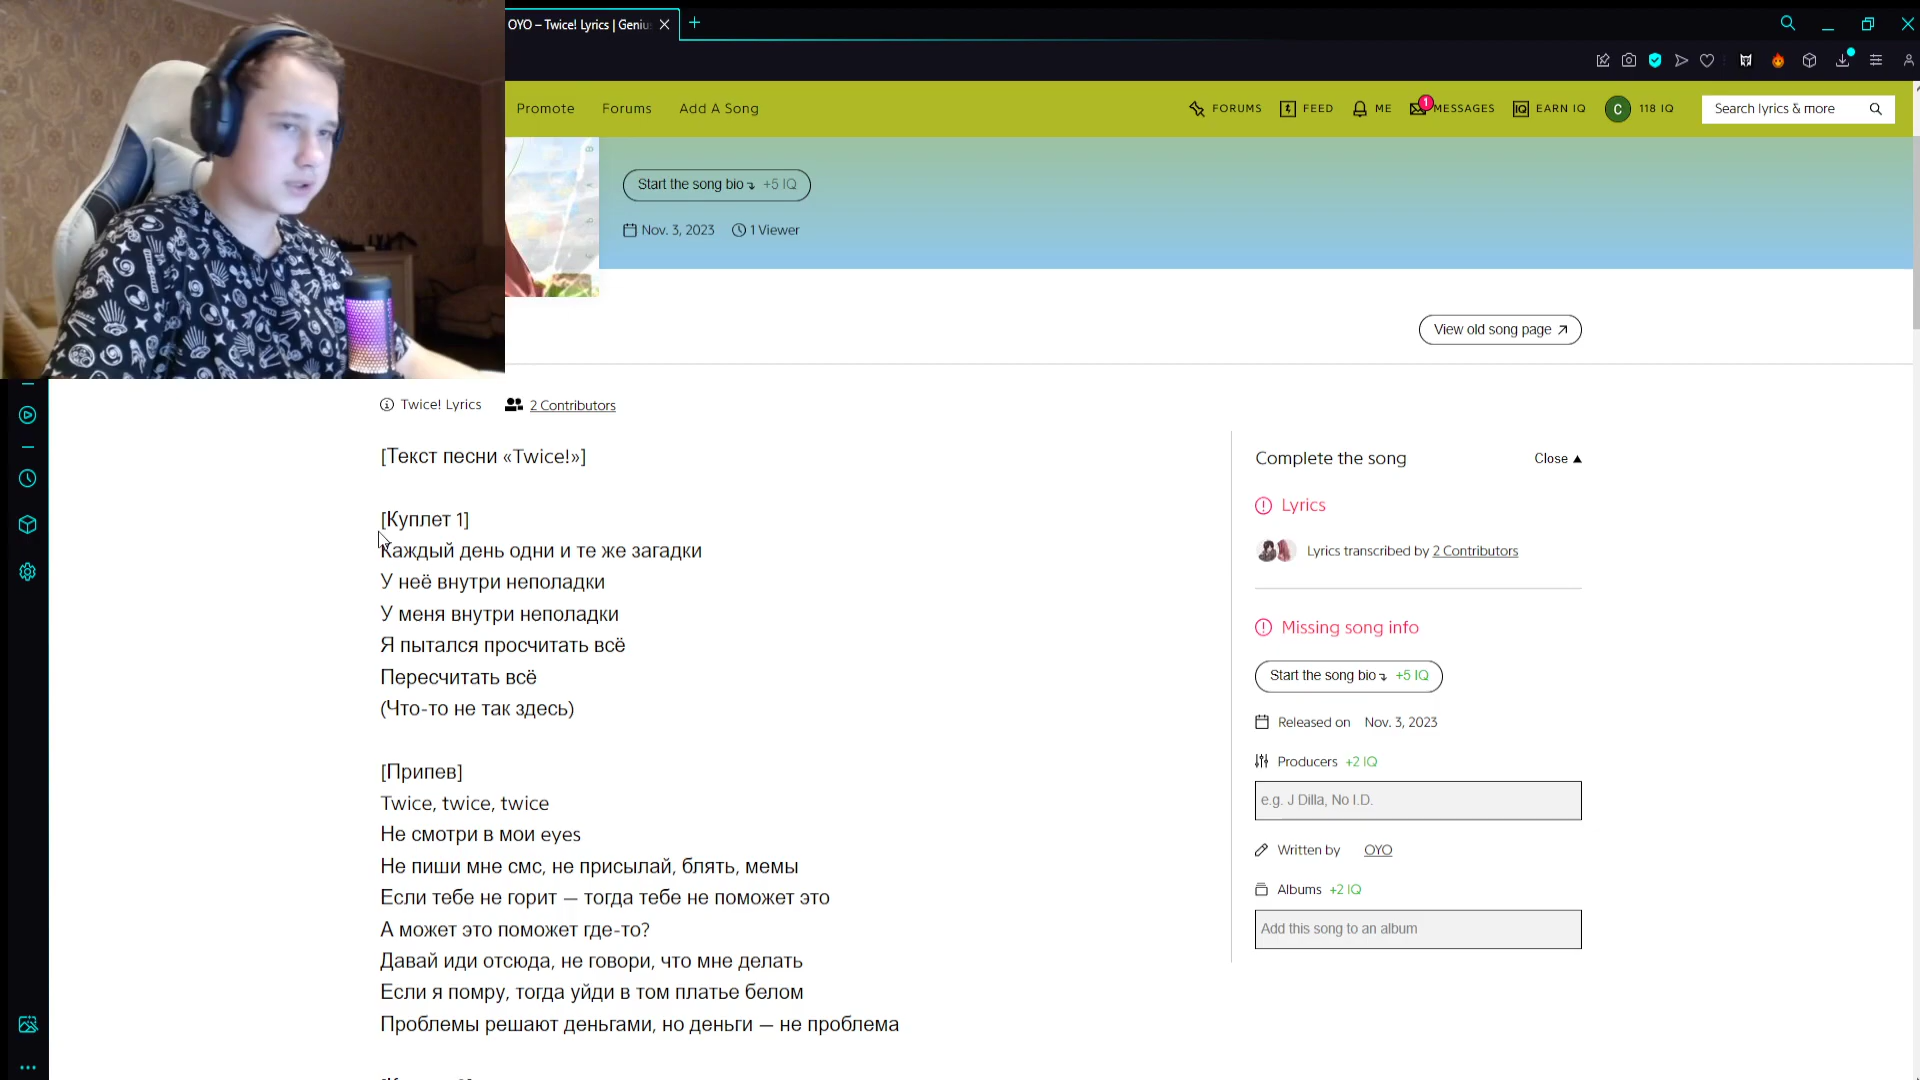 OYO – Twice! Lyrics | Geniu
Promote Forums Add A Song FORUMS FEED ME 1 MESSAGES IQ EARN IQ C 118 IQ Search lyrics & more
Start the song bio +5 IQ
Nov. 3, 2023 1 Viewer
View old song page
Twice! Lyrics 2 Contributors
[Текст песни «Twice!»]
[Куплет 1]
Каждый день одни и те же загадки
У неё внутри неполадки
У меня внутри неполадки
Я пытался просчитать всё
Пересчитать всё
(Что-то не так здесь)
[Припев]
Twice, twice, twice
Не смотри в мои eyes
Не пиши мне смс, не присылай, блять, мемы
Если тебе не горит — тогда тебе не поможет это
А может это поможет где-то?
Давай иди отсюда, не говори, что мне делать
Если я помру, тогда уйди в том платье белом
Проблемы решают деньгами, но деньги — не проблема
Complete the song Close
Lyrics
Lyrics transcribed by 2 Contributors
Missing song info
Start the song bio +5 IQ
Released on Nov. 3, 2023
Producers +2 IQ
e.g. J Dilla, No I.D.
Written by OYO
Albums +2 IQ
Add this song to an album